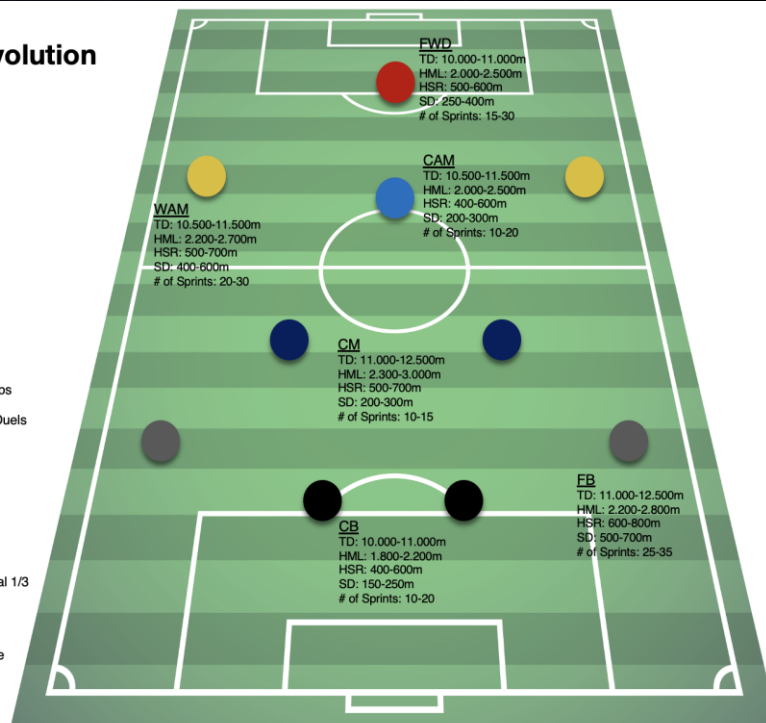 volution
FWD
TD: 10.000-11.000m
HML: 2.000-2.500m
HSR: 500-600m
SD: 250-400m
# of Sprints: 15-30
CAM
TD: 10.500-11.500m
HML: 2.000-2.500m
HSR: 400-600m
SD: 200-300m
# of Sprints: 10-20
WAM
TD: 10.500-11.500m
HML: 2.200-2.700m
HSR: 500-700m
SD: 400-600m
# of Sprints: 20-30
CM
TD: 11.000-12.500m
HML: 2.300-3.000m
HSR: 500-700m
SD: 200-300m
# of Sprints: 10-15
Duels
FB
TD: 11.000-12.500m
HML: 2.200-2.800m
HSR: 600-800m
SD: 500-700m
# of Sprints: 25-35
CB
TD: 10.000-11.000m
HML: 1.800-2.200m
HSR: 400-600m
SD: 150-250m
# of Sprints: 10-20
al 1/3